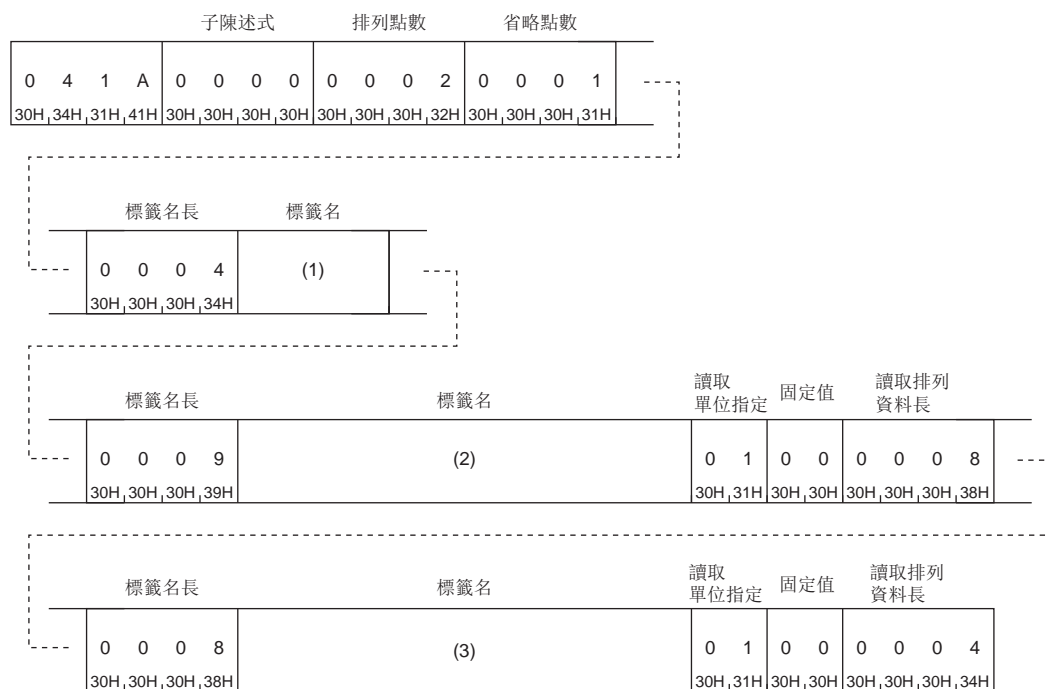 子陳述式 排列點數 省略點數
0 4 1 A 0 0 0 0 0 0 0 2 0 0 0 1
30H 34H 31H 41H 30H 30H 30H 30H 30H 30H 30H 32H 30H 30H 30H 31H
標籤名長 標籤名
0 0 0 4 (1)
30H 30H 30H 34H
標籤名長 標籤名 讀取 單位指定 固定值 讀取排列 資料長
0 0 0 9 (2) 0 1 0 0 0 0 0 8
30H 30H 30H 39H 30H 31H 30H 30H 30H 30H 30H 38H
標籤名長 標籤名 讀取 單位指定 固定值 讀取排列 資料長
0 0 0 8 (3) 0 1 0 0 0 0 0 4
30H 30H 30H 38H 30H 31H 30H 30H 30H 30H 30H 34H